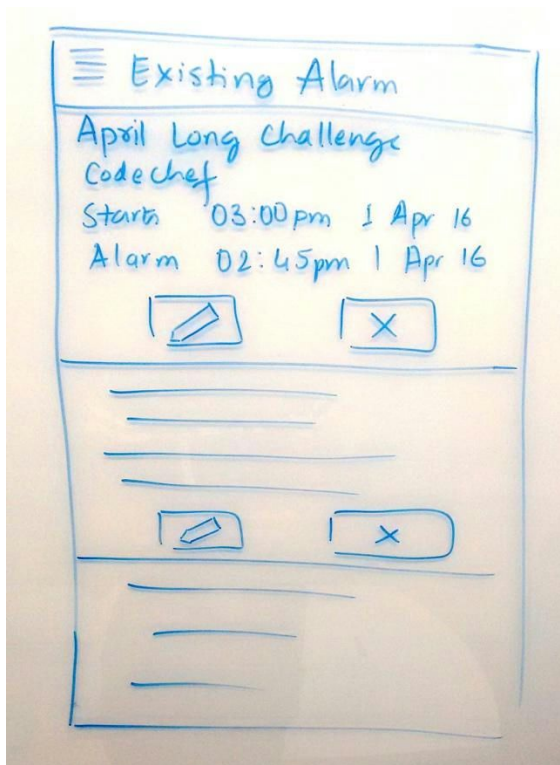 Existing Alarm
April Long Challenge
Codechef
Starts 03:00pm 1 Apr 16
Alarm 02:45pm 1 Apr 16